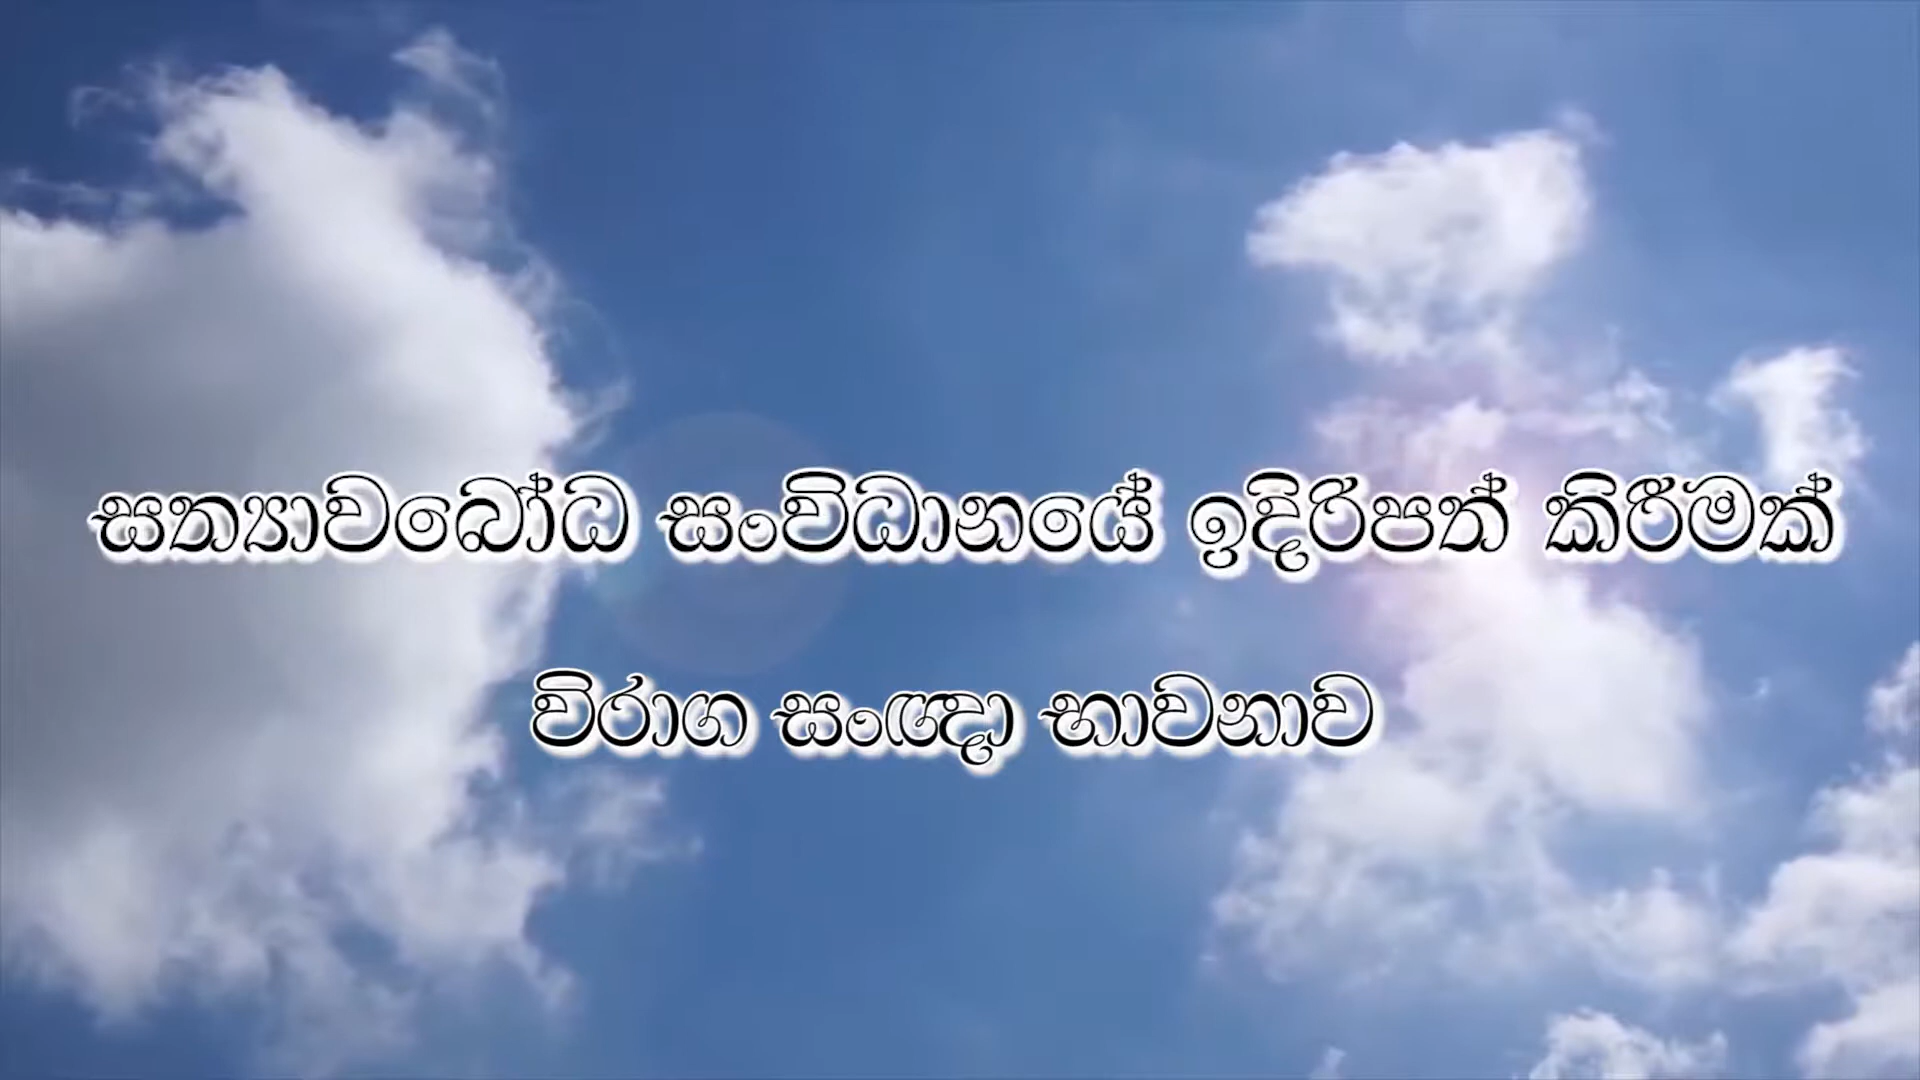 සත්‍යාවබෝධ සංවිධානයේ ඉදිරිපත් කිරීමක්
විරාග සංඥා භාවනාව